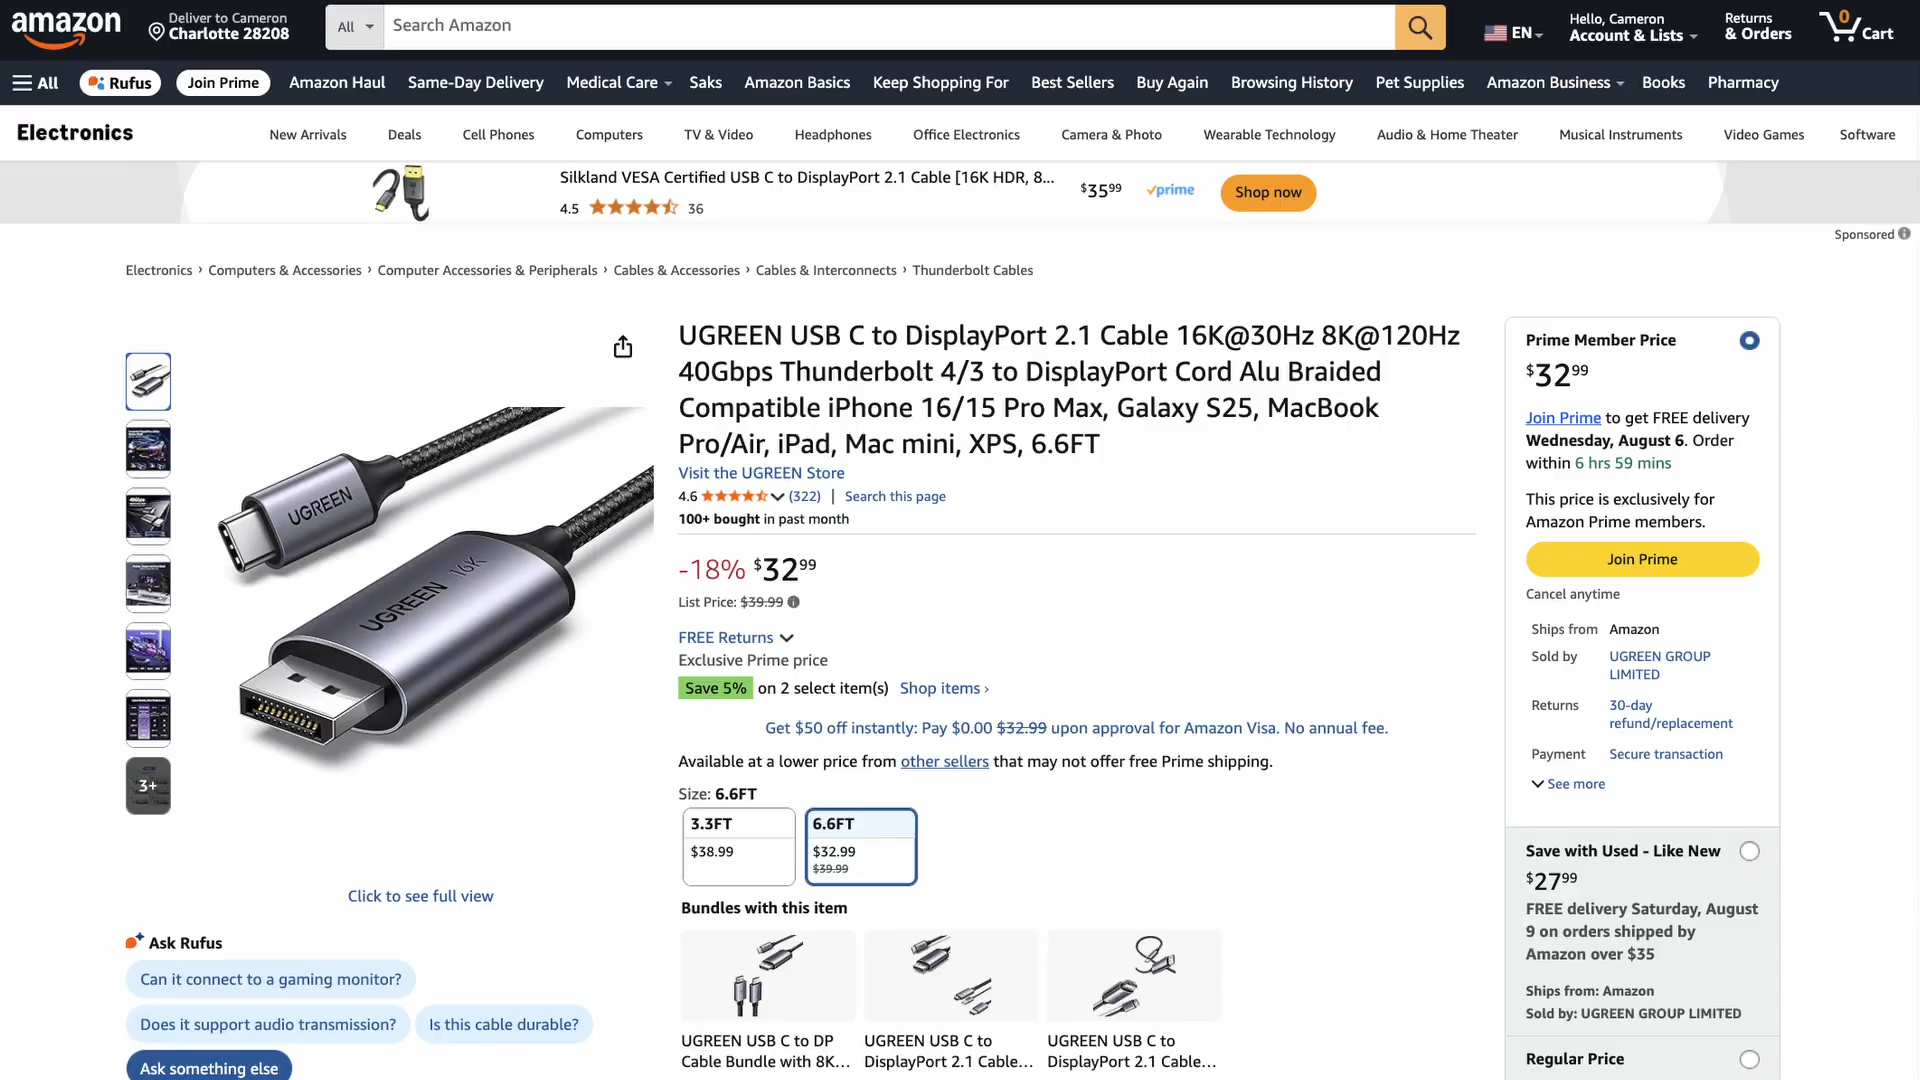 amazon
Deliver to Cameron
Charlotte 28208
All
Search Amazon
EN
Hello, Cameron
Account & Lists
Returns
& Orders
0
Cart
All
Rufus
Join Prime
Amazon Haul
Same-Day Delivery
Medical Care
Saks
Amazon Basics
Keep Shopping For
Best Sellers
Buy Again
Browsing History
Pet Supplies
Amazon Business
Books
Pharmacy
Electronics
New Arrivals
Deals
Cell Phones
Computers
TV & Video
Headphones
Office Electronics
Camera & Photo
Wearable Technology
Audio & Home Theater
Musical Instruments
Video Games
Software
Silkland VESA Certified USB C to DisplayPort 2.1 Cable [16K HDR, 8...
4.5
36
$35⁹⁹
prime
Shop now
Sponsored
Electronics › Computers & Accessories › Computer Accessories & Peripherals › Cables & Accessories › Cables & Interconnects › Thunderbolt Cables
3+
UGREEN
UGREEN 16K
Click to see full view
Ask Rufus
Can it connect to a gaming monitor?
Does it support audio transmission?
Is this cable durable?
Ask something else
UGREEN USB C to DisplayPort 2.1 Cable 16K@30Hz 8K@120Hz
40Gbps Thunderbolt 4/3 to DisplayPort Cord Alu Braided
Compatible iPhone 16/15 Pro Max, Galaxy S25, MacBook
Pro/Air, iPad, Mac mini, XPS, 6.6FT
Visit the UGREEN Store
4.6 (322) | Search this page
100+ bought in past month
-18% $32⁹⁹
List Price: $39.99
FREE Returns
Exclusive Prime price
Save 5% on 2 select item(s) Shop items ›
Get $50 off instantly: Pay $0.00 $32.99 upon approval for Amazon Visa. No annual fee.
Available at a lower price from other sellers that may not offer free Prime shipping.
Size: 6.6FT
3.3FT
$38.99
6.6FT
$32.99
$39.99
Bundles with this item
UGREEN USB C to DP
Cable Bundle with 8K...
UGREEN USB C to
DisplayPort 2.1 Cable...
UGREEN USB C to
DisplayPort 2.1 Cable...
Prime Member Price
$32⁹⁹
Join Prime to get FREE delivery
Wednesday, August 6. Order
within 6 hrs 59 mins
This price is exclusively for
Amazon Prime members.
Join Prime
Cancel anytime
Ships from Amazon
Sold by UGREEN GROUP
LIMITED
Returns 30-day
refund/replacement
Payment Secure transaction
See more
Save with Used - Like New
$27⁹⁹
FREE delivery Saturday, August
9 on orders shipped by
Amazon over $35
Ships from: Amazon
Sold by: UGREEN GROUP LIMITED
Regular Price